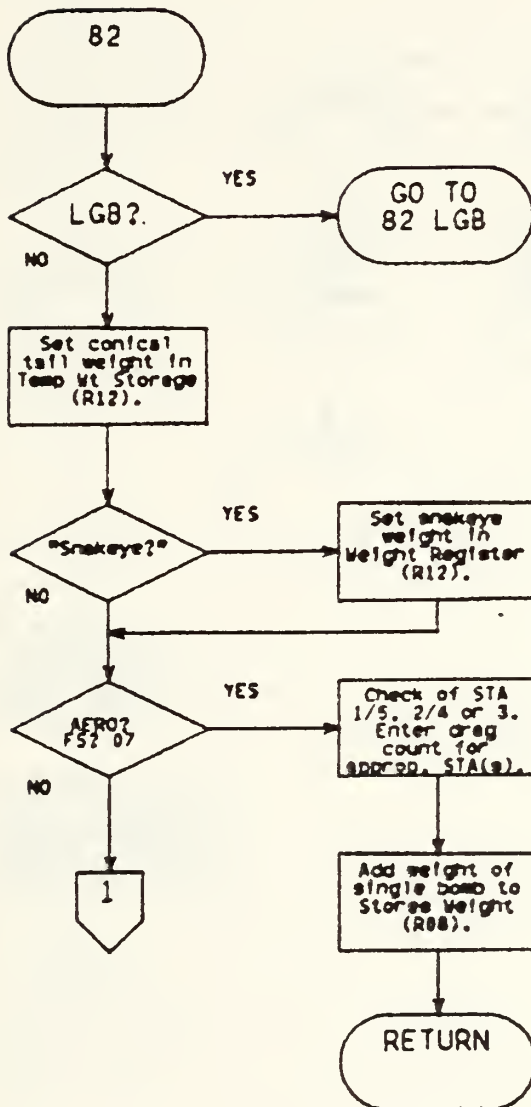 82
LGB?.
YES
GO TO
82 LGB
NO
Set conical
tail weight in
Temp Wt Storage
(R12).
"Snakeye?"
YES
Set snakeye
weight in
Weight Register
(R12).
NO
AERO?
FS? 07
YES
Check of STA
1/5, 2/4 or 3.
Enter drag
count for
approp. STA(s).
NO
1
Add weight of
single bomb to
Stores Weight
(R08).
RETURN